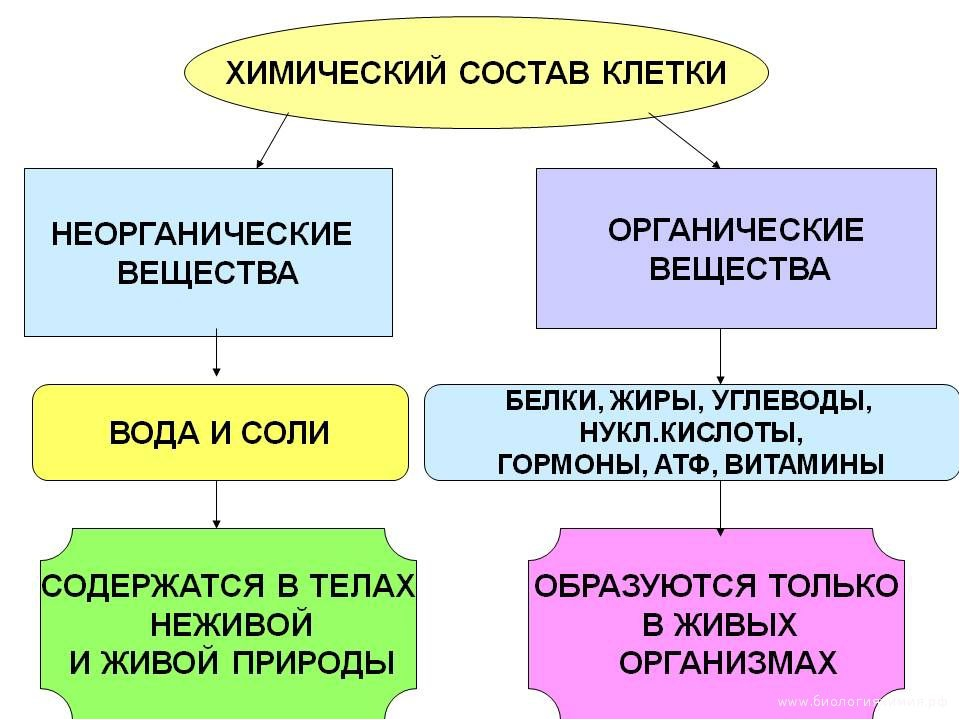 ХИМИЧЕСКИЙ СОСТАВ КЛЕТКИ
НЕОРГАНИЧЕСКИЕ
ВЕЩЕСТВА
ОРГАНИЧЕСКИЕ
ВЕЩЕСТВА
ВОДА И СОЛИ
БЕЛКИ, ЖИРЫ, УГЛЕВОДЫ,
НУКЛ.КИСЛОТЫ,
ГОРМОНЫ, АТФ, ВИТАМИНЫ
СОДЕРЖАТСЯ В ТЕЛАХ
НЕЖИВОЙ
И ЖИВОЙ ПРИРОДЫ
ОБРАЗУЮТСЯ ТОЛЬКО
В ЖИВЫХ
ОРГАНИЗМАХ